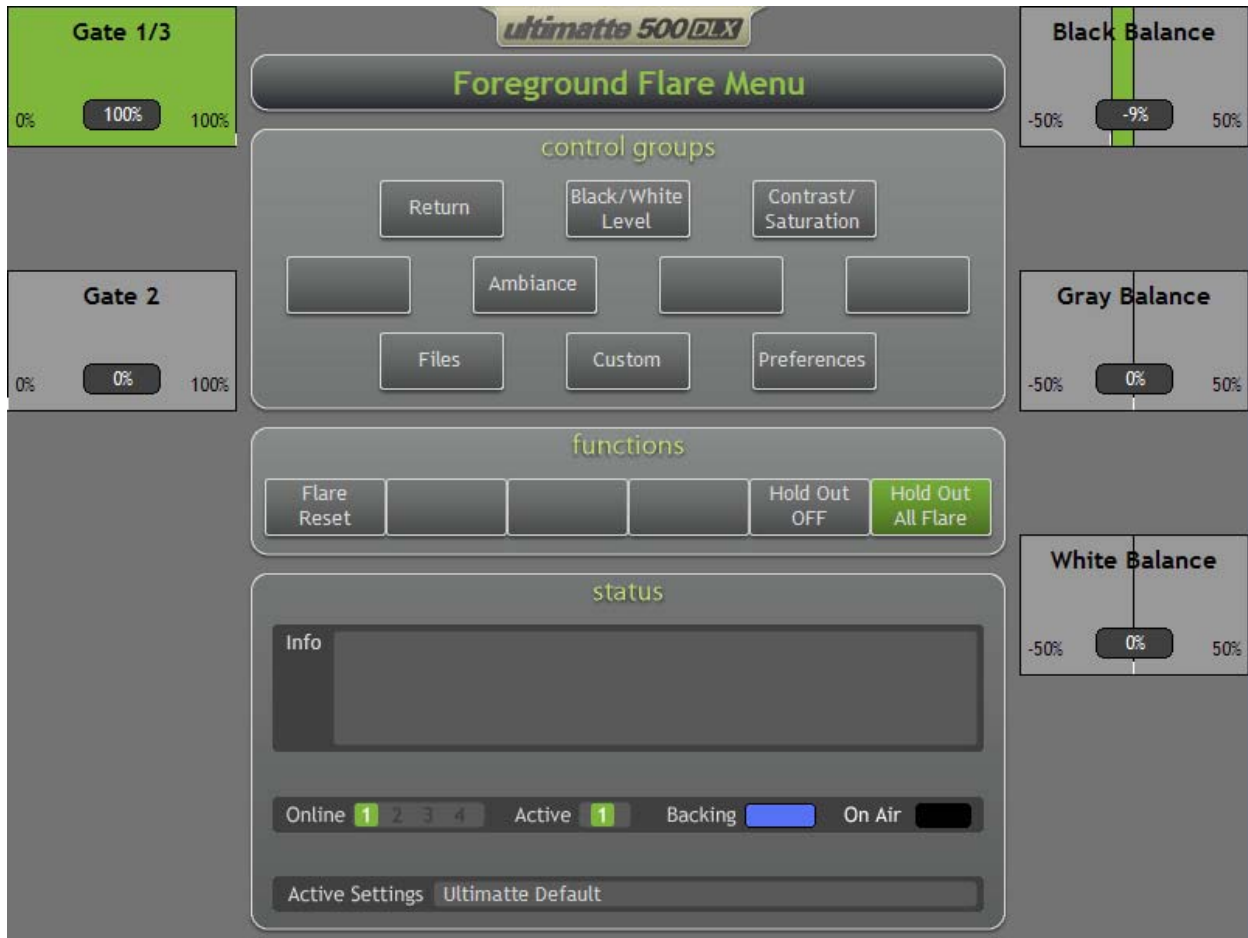 ultimatte 500 DLX
Foreground Flare Menu
Gate 1/3
0%
100%
100%
Gate 2
0%
0%
100%
control groups
Return
Black/White
Level
Contrast/
Saturation
Ambiance
Files
Custom
Preferences
functions
Flare
Reset
Hold Out
OFF
Hold Out
All Flare
status
Info
Online 1 2 3 4 Active 1 Backing On Air
Active Settings Ultimatte Default
Black Balance
-50%
-9%
50%
Gray Balance
-50%
0%
50%
White Balance
-50%
0%
50%